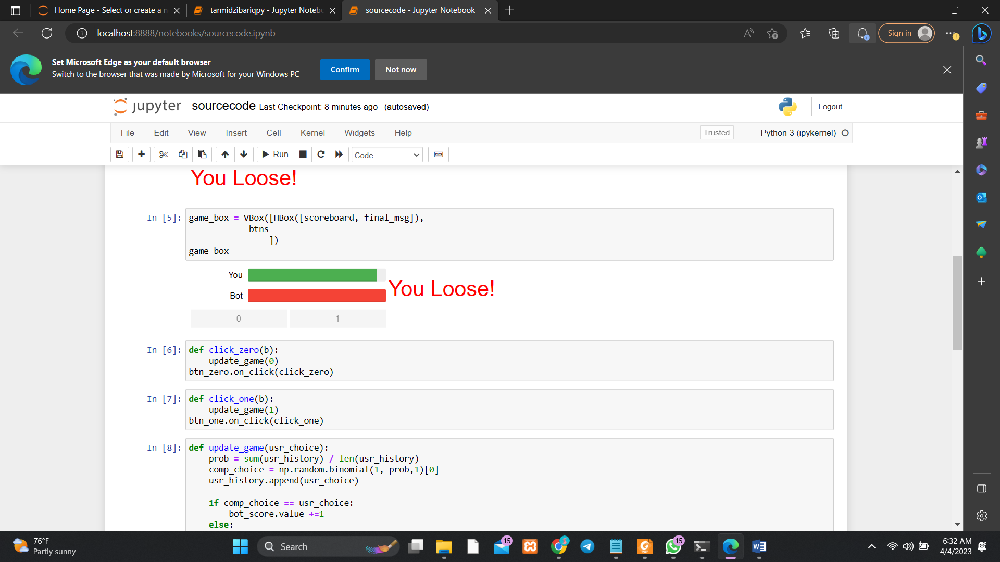 Home Page - Select or create a n
tarmidzibariqpy - Jupyter Notebo
sourcecode - Jupyter Notebook
localhost:8888/notebooks/sourcecode.ipynb
Sign in
Set Microsoft Edge as your default browser
Switch to the browser that was made by Microsoft for your Windows PC
Confirm
Not now
jupyter
sourcecode Last Checkpoint: 8 minutes ago (autosaved)
Logout
File Edit View Insert Cell Kernel Widgets Help
Trusted
Python 3 (ipykernel)
Run
Code
You Loose!
In [5]: game_box = VBox([HBox([scoreboard, final_msg]),
            btns
                ])
game_box
You
Bot
You Loose!
0 1
In [6]: def click_zero(b):
    update_game(0)
btn_zero.on_click(click_zero)
In [7]: def click_one(b):
    update_game(1)
btn_one.on_click(click_one)
In [8]: def update_game(usr_choice):
    prob = sum(usr_history) / len(usr_history)
    comp_choice = np.random.binomial(1, prob,1)[0]
    usr_history.append(usr_choice)
    if comp_choice == usr_choice:
        bot_score.value +=1
    else:
76°F
Partly sunny
Search
15
3
PDF
15
6:32 AM
4/4/2023